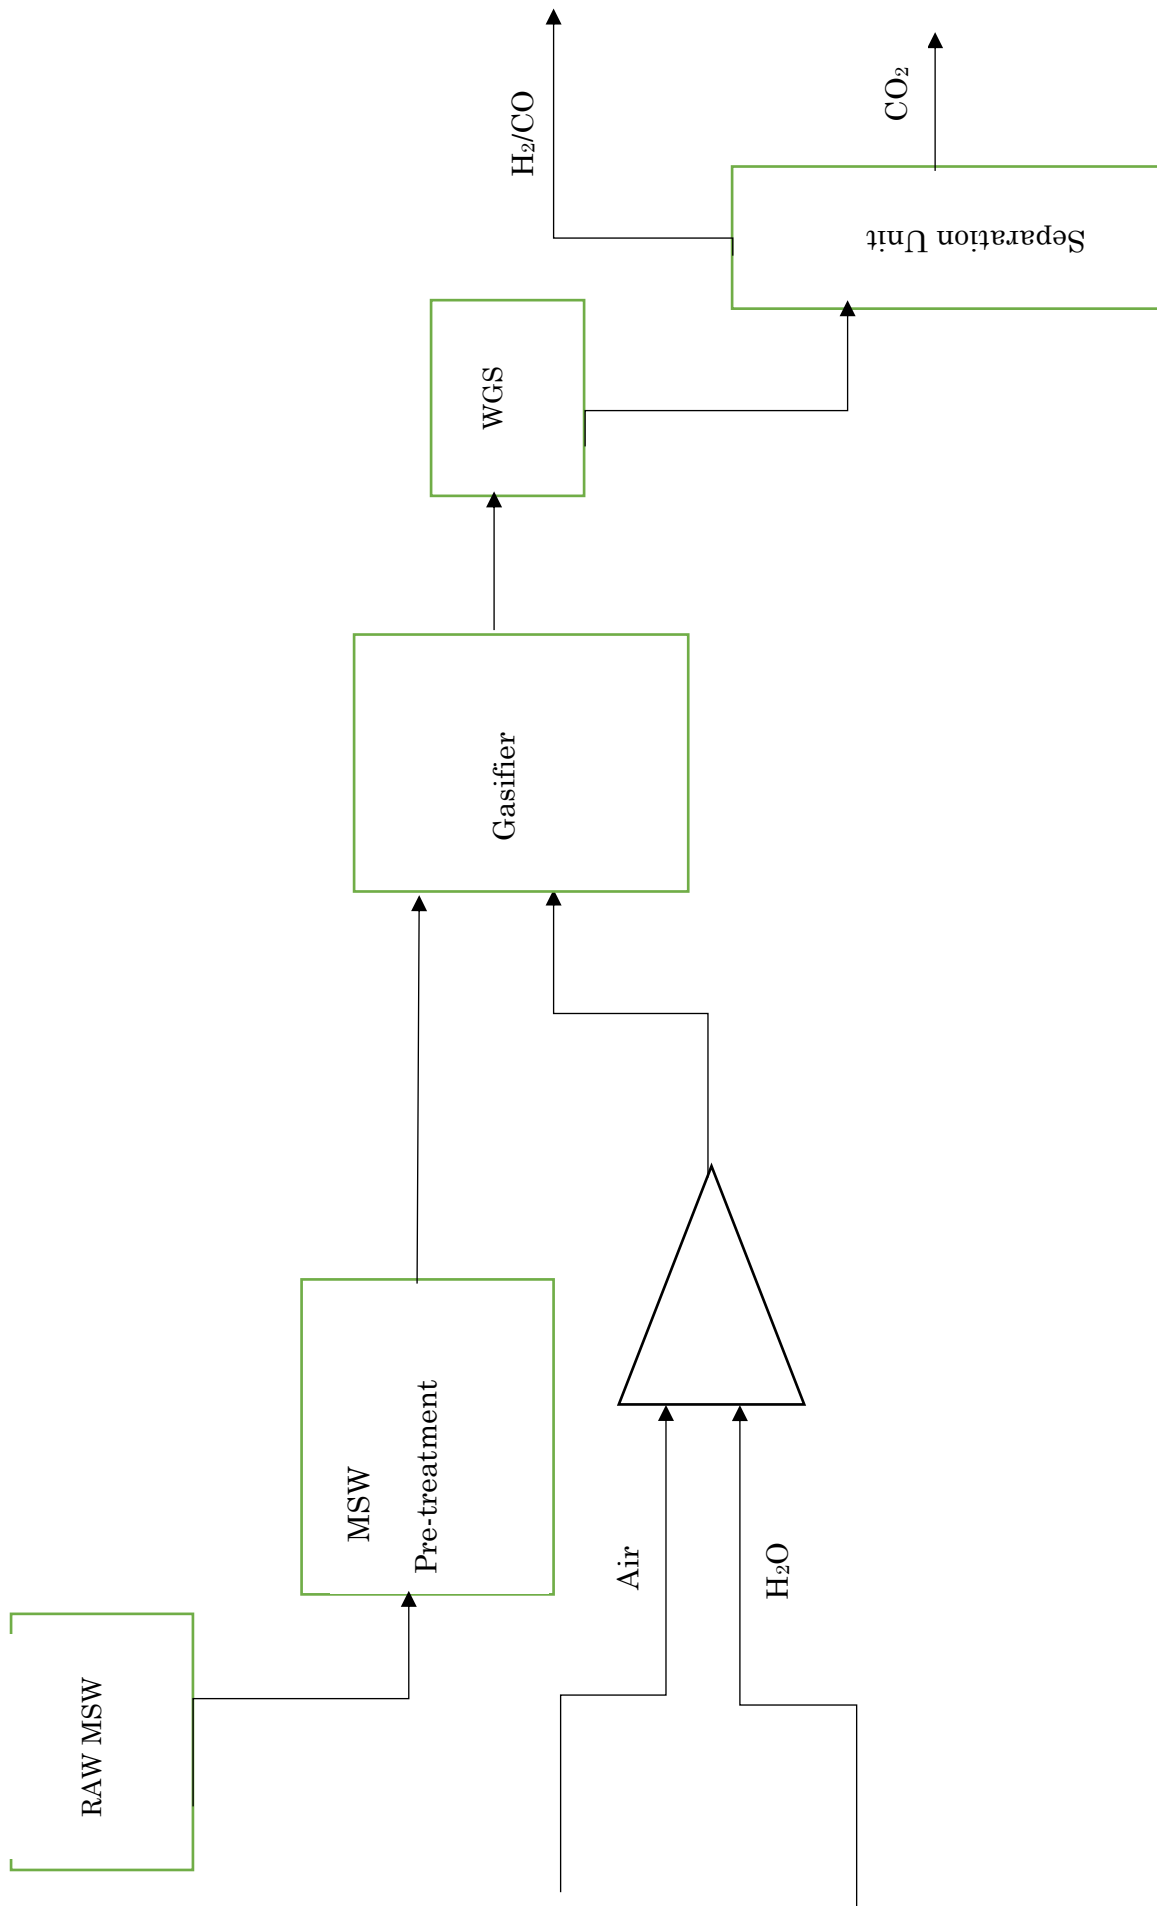 RAW MSW
MSW
Pre-treatment
Air
H₂O
Gasifier
WGS
Separation Unit
H₂/CO
CO₂